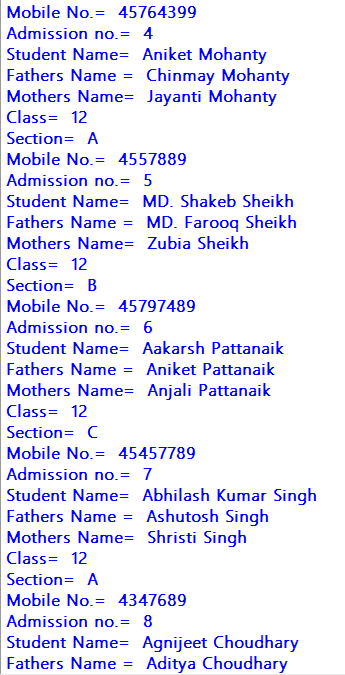 Mobile No.= 45764399
Admission no.= 4
Student Name= Aniket Mohanty
Fathers Name = Chinmay Mohanty
Mothers Name= Jayanti Mohanty
Class= 12
Section= A
Mobile No.= 4557889
Admission no.= 5
Student Name= MD. Shakeb Sheikh
Fathers Name = MD. Farooq Sheikh
Mothers Name= Zubia Sheikh
Class= 12
Section= B
Mobile No.= 45797489
Admission no.= 6
Student Name= Aakarsh Pattanaik
Fathers Name = Aniket Pattanaik
Mothers Name= Anjali Pattanaik
Class= 12
Section= C
Mobile No.= 45457789
Admission no.= 7
Student Name= Abhilash Kumar Singh
Fathers Name = Ashutosh Singh
Mothers Name= Shristi Singh
Class= 12
Section= A
Mobile No.= 4347689
Admission no.= 8
Student Name= Agnijeet Choudhary
Fathers Name = Aditya Choudhary